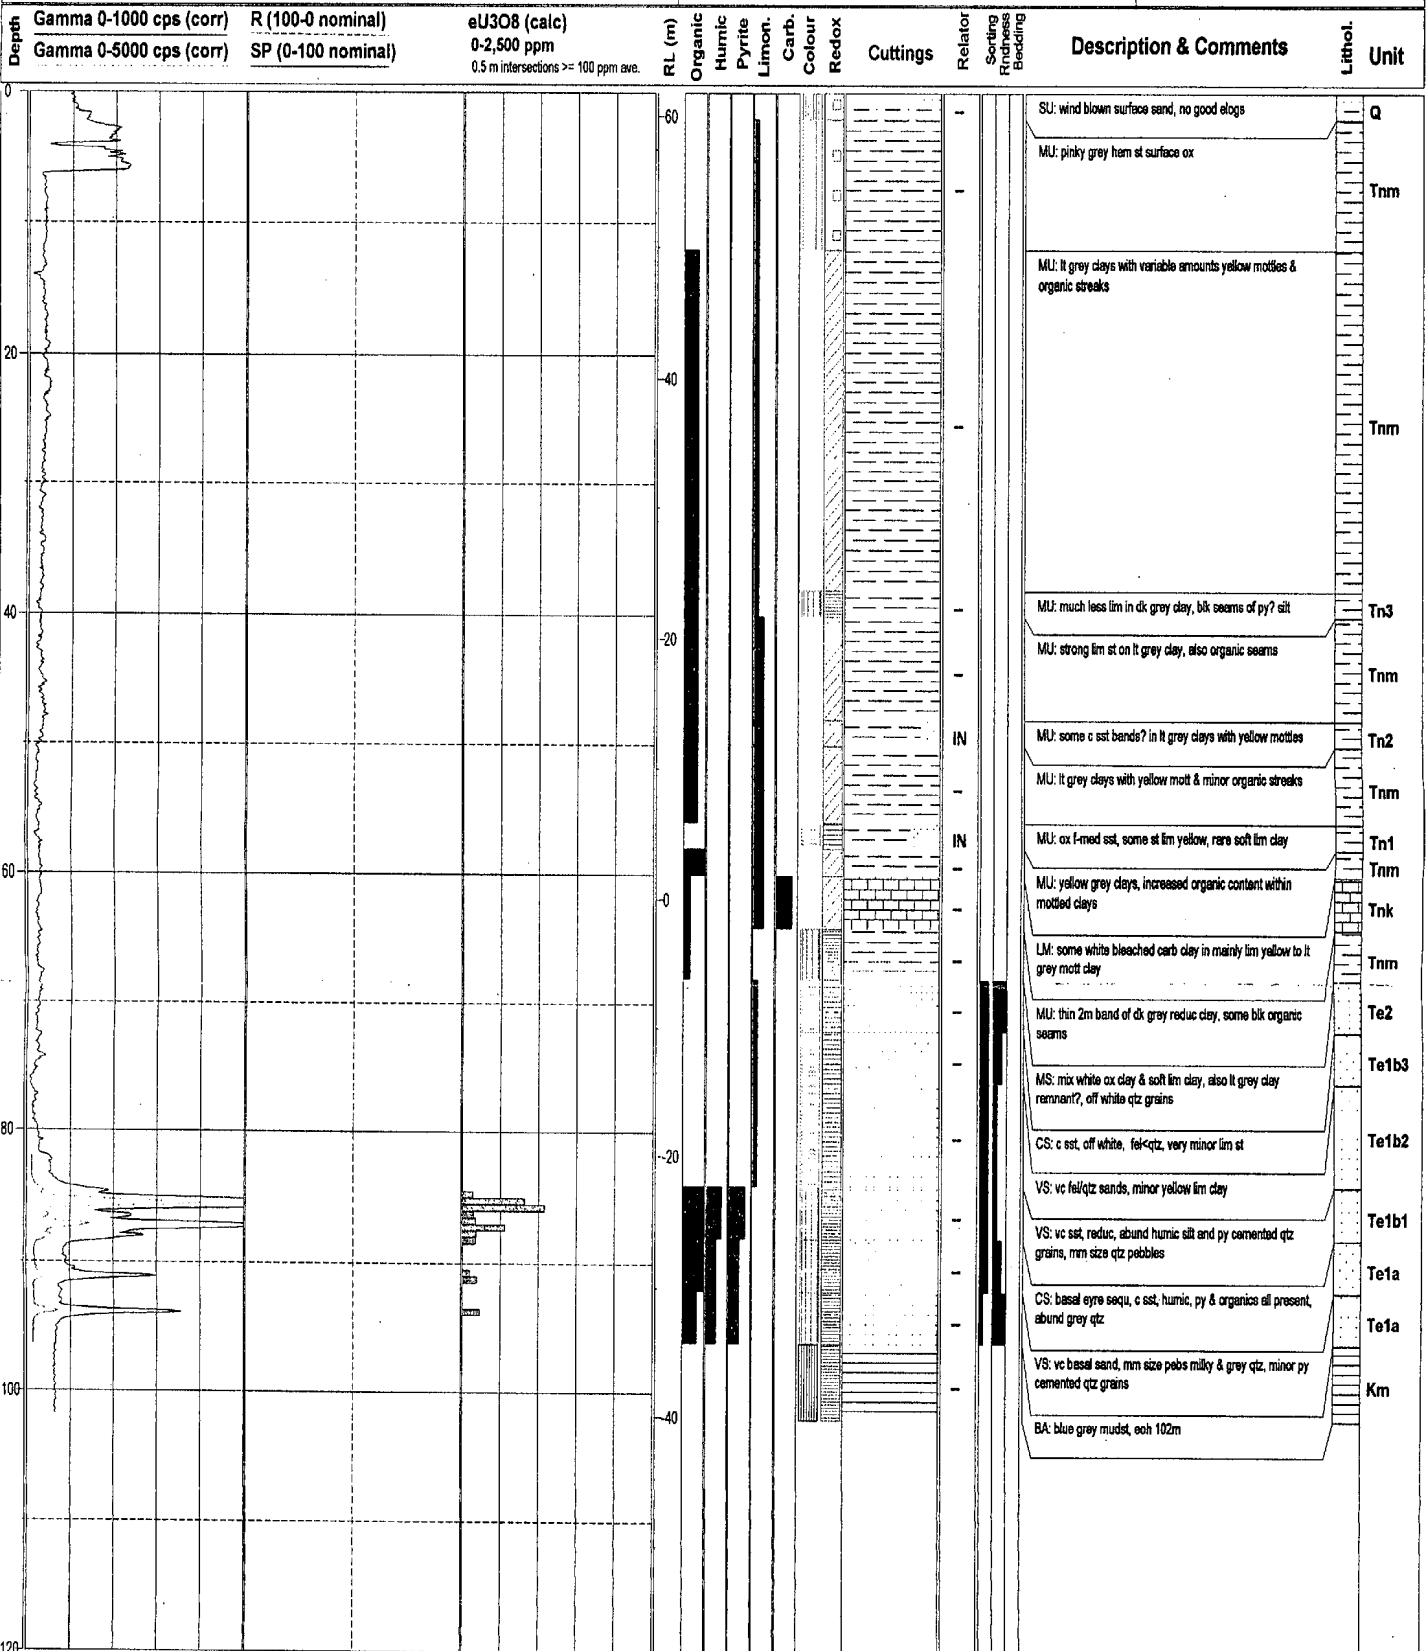 Depth
Gamma 0-1000 cps (corr)
Gamma 0-5000 cps (corr)
R (100-0 nominal)
SP (0-100 nominal)
eU3O8 (calc)
0-2,500 ppm
0.5 m intersections >= 100 ppm ave.
RL (m)
Organic
Humic
Pyrite
Limon.
Carb.
Colour
Redox
Cuttings
Relator
Sorting
Rndness
Bedding
Description & Comments
Lithol.
Unit
0
20
40
60
80
100
120
60
40
20
0
-20
-40
IN
IN
SU: wind blown surface sand, no good elogs
MU: pinky grey hem st surface ox
MU: lt grey clays with variable amounts yellow mottles &
organic streaks
MU: much less lim in dk grey clay, blk seams of py? silt
MU: strong lim st on lt grey clay, also organic seams
MU: some c sst bands? in lt grey clays with yellow mottles
MU: lt grey clays with yellow mott & minor organic streaks
MU: ox f-med sst, some st lim yellow, rare soft lim clay
MU: yellow grey clays, increased organic content within
mottled clays
LM: some white bleached carb clay in mainly lim yellow to lt
grey mott clay
MU: thin 2m band of dk grey reduc clay, some blk organic
seams
MS: mix white ox clay & soft lim clay, also lt grey clay
remnant?, off white qtz grains
CS: c sst, off white, fel<qtz, very minor lim st
VS: vc fel/qtz sands, minor yellow lim clay
VS: vc sst, reduc, abund humic silt and py cemented qtz
grains, mm size qtz pebbles
CS: basal eyre sequ, c sst, humic, py & organics all present,
abund grey qtz
VS: vc basal sand, mm size pebs milky & grey qtz, minor py
cemented qtz grains
BA: blue grey mudst, eoh 102m
Q
Tnm
Tnm
Tn3
Tnm
Tn2
Tnm
Tn1
Tnm
Tnk
Tnm
Te2
Te1b3
Te1b2
Te1b1
Te1a
Te1a
Km